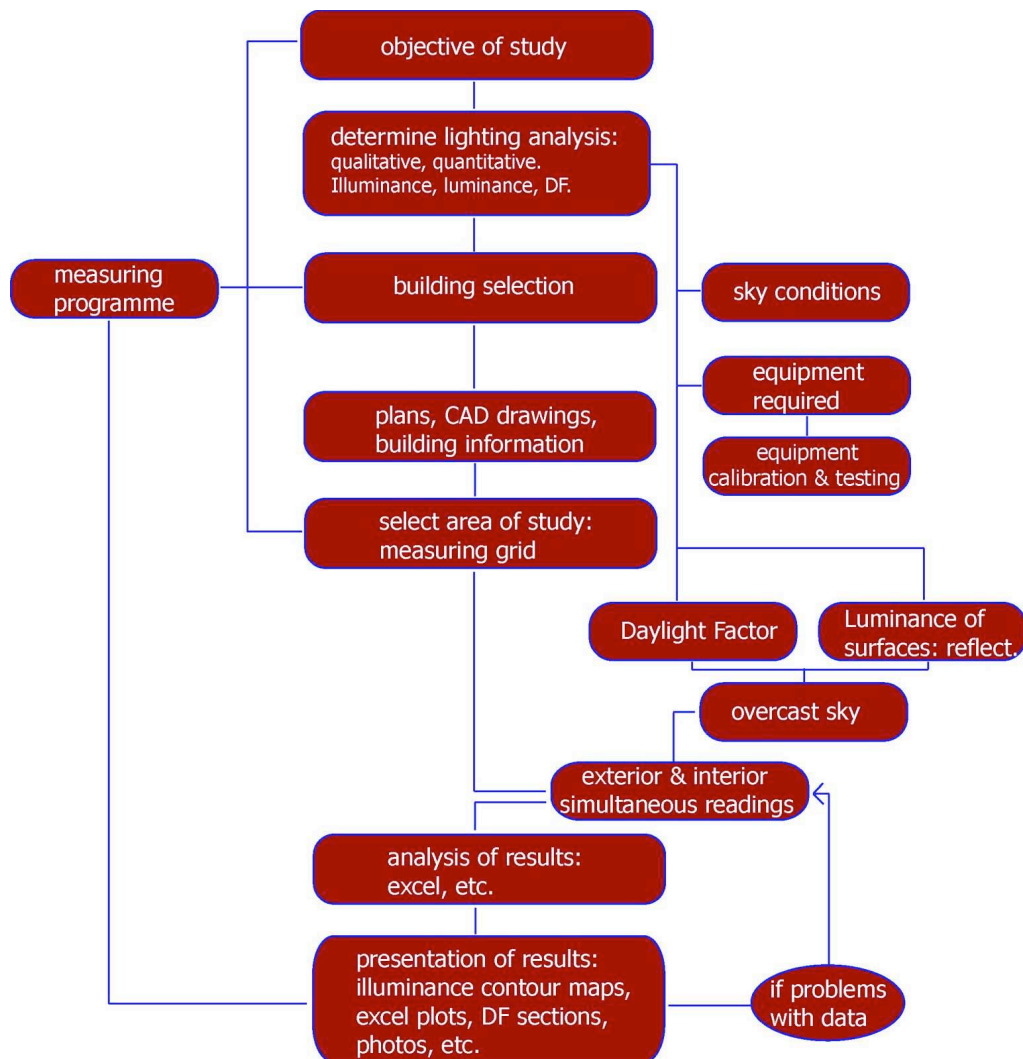 objective of study
determine lighting analysis:
qualitative, quantitative.
Illuminance, luminance, DF.
measuring
programme
building selection
sky conditions
equipment
required
plans, CAD drawings,
building information
equipment
calibration & testing
select area of study:
measuring grid
Daylight Factor
Luminance of
surfaces: reflect.
overcast sky
exterior & interior
simultaneous readings
analysis of results:
excel, etc.
presentation of results:
illuminance contour maps,
excel plots, DF sections,
photos, etc.
if problems
with data